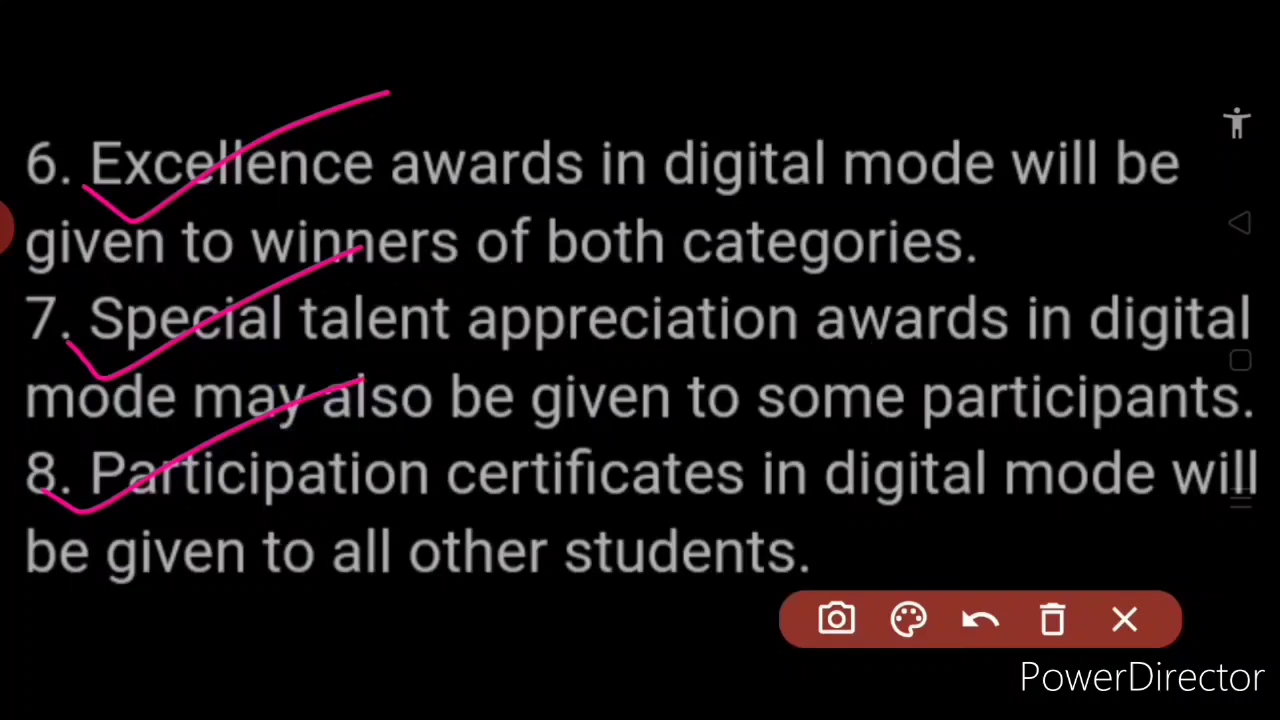 6. Excellence awards in digital mode will be
given to winners of both categories.
7. Special talent appreciation awards in digital
mode may also be given to some participants.
8. Participation certificates in digital mode will
be given to all other students.
PowerDirector